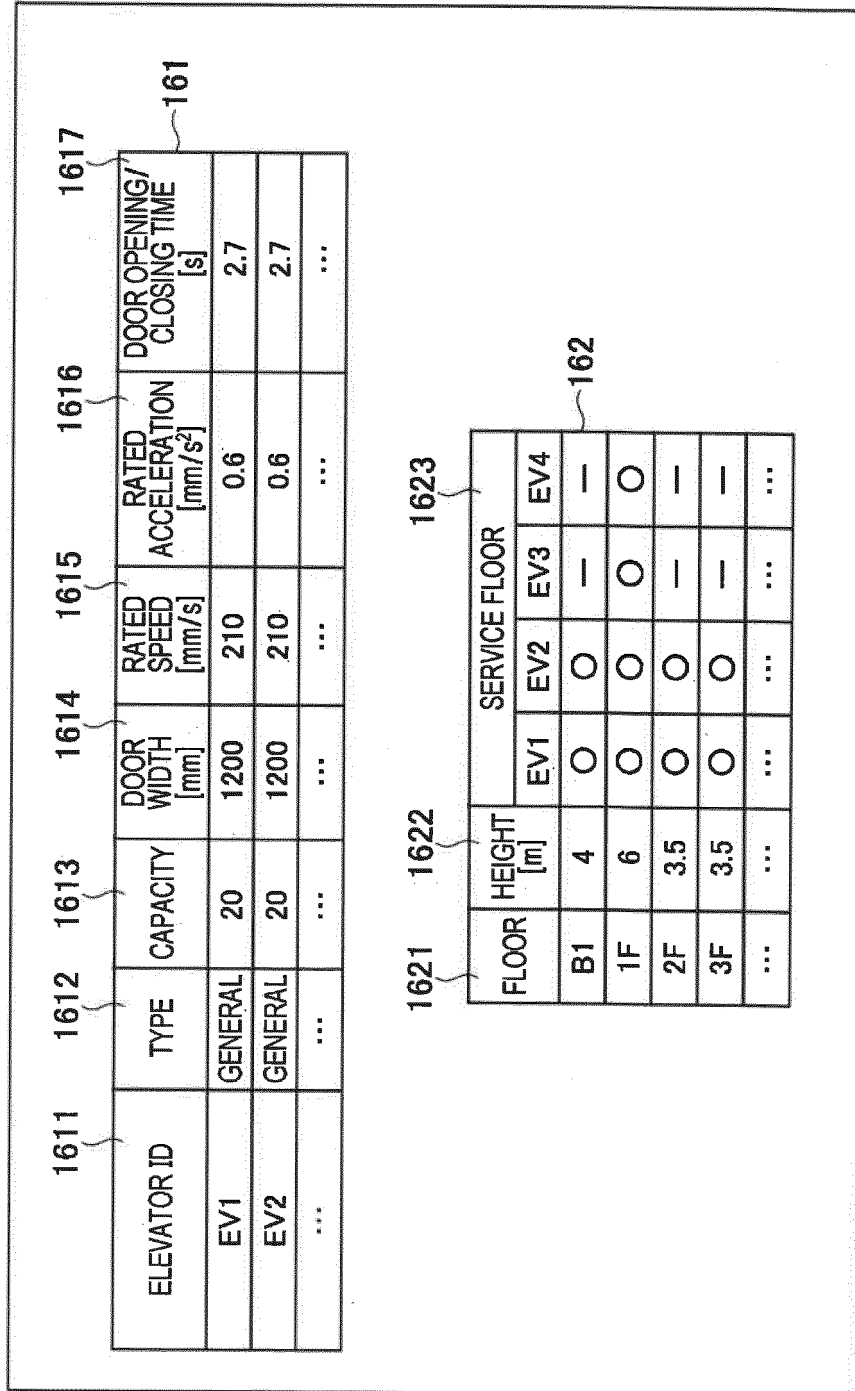 1611 1612 1613 1614 1615 1616 1617
ELEVATOR ID TYPE CAPACITY DOOR WIDTH [mm] RATED SPEED [mm/s] RATED ACCELERATION [mm/s²] DOOR OPENING/ CLOSING TIME [s]
161
EV1 GENERAL 20 1200 210 0.6 2.7
EV2 GENERAL 20 1200 210 0.6 2.7
... ... ... ... ... ... ...
1621 1622 1623
FLOOR HEIGHT [m] SERVICE FLOOR
162
EV1 EV2 EV3 EV4
B1 4 ○ ○ — —
1F 6 ○ ○ ○ ○
2F 3.5 ○ ○ — —
3F 3.5 ○ ○ — —
... ... ... ... ... ...